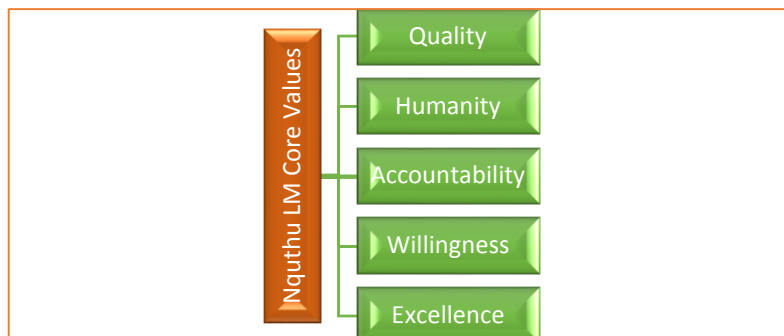 Nquthu LM Core Values
Quality
Humanity
Accountability
Willingness
Excellence